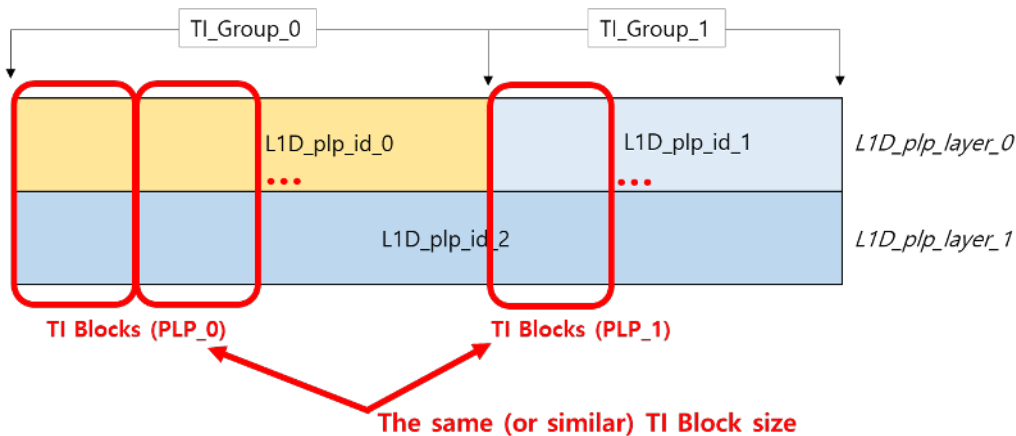 TI_Group_0
TI_Group_1
L1D_plp_id_0
L1D_plp_id_1
L1D_plp_layer_0
...
...
L1D_plp_id_2
L1D_plp_layer_1
TI Blocks (PLP_0)
TI Blocks (PLP_1)
The same (or similar) TI Block size